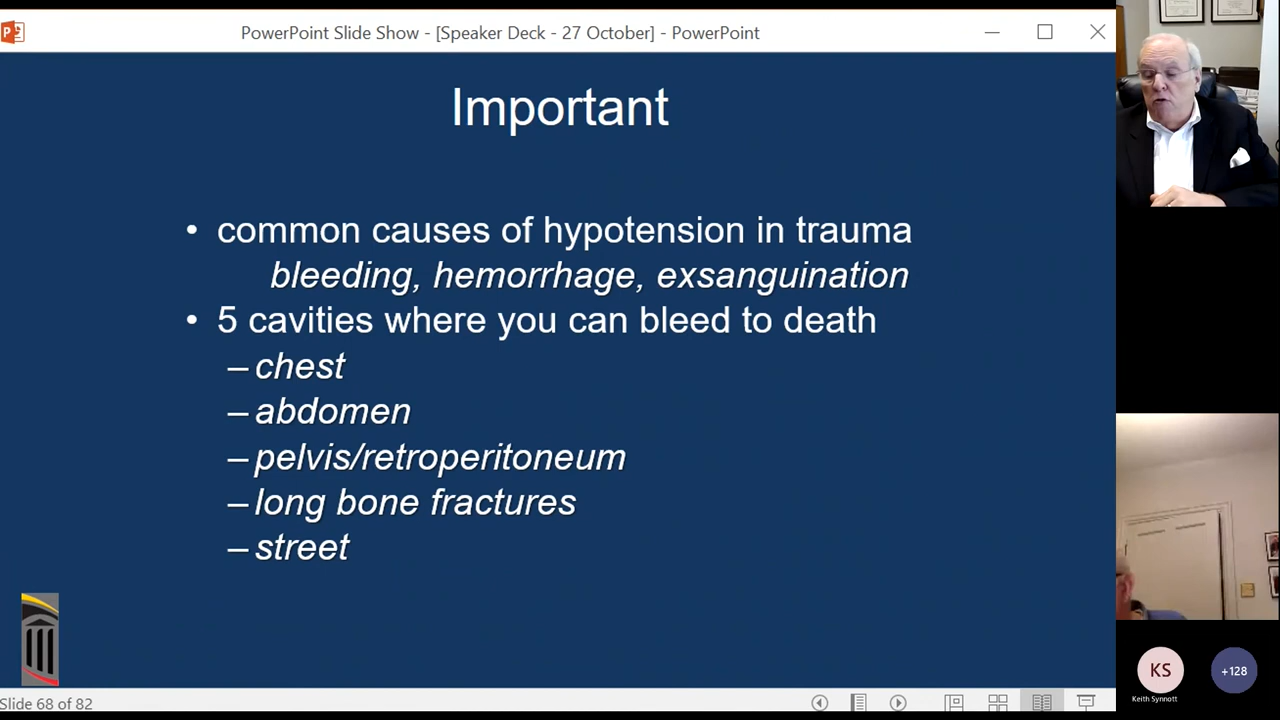 PowerPoint Slide Show - [Speaker Deck - 27 October] - PowerPoint
Important
• common causes of hypotension in trauma
bleeding, hemorrhage, exsanguination
• 5 cavities where you can bleed to death
– chest
– abdomen
– pelvis/retroperitoneum
– long bone fractures
– street
Slide 68 of 82
KS
Keith Synnott
+128